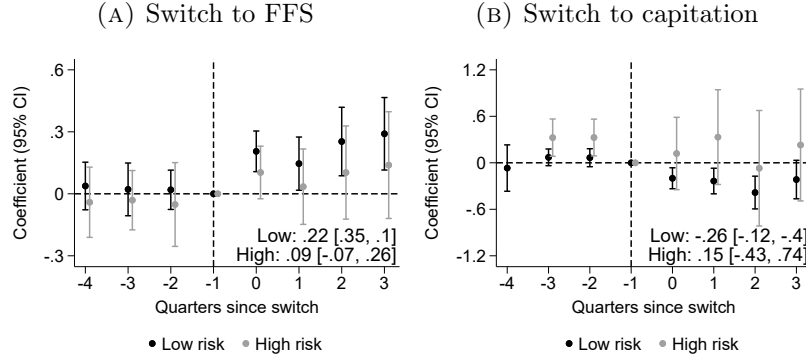 (A) Switch to FFS
Coefficient (95% CI)
.6
.3
0
-.3
Low: .22 [.35, .1]
High: .09 [-.07, .26]
-4 -3 -2 -1 0 1 2 3
Quarters since switch
Low risk High risk
(B) Switch to capitation
Coefficient (95% CI)
1.2
.6
0
-.6
-1.2
Low: -.26 [-.12, -.4]
High: .15 [-.43, .74]
-4 -3 -2 -1 0 1 2 3
Quarters since switch
Low risk High risk